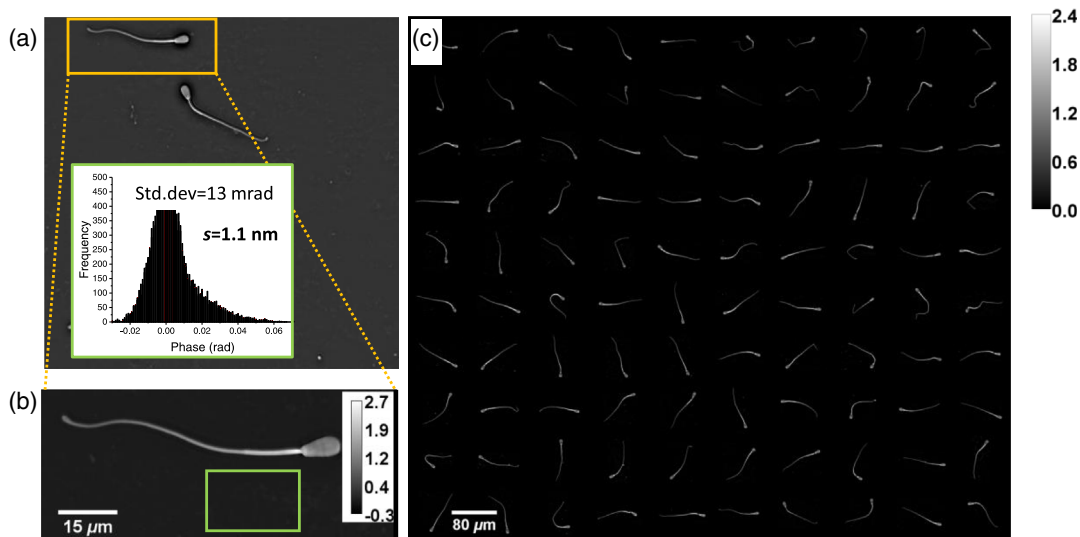 (a)
Std.dev=13 mrad
s=1.1 nm
Frequency
500
450
400
350
300
250
200
150
100
50
0
-0.02 0.00 0.02 0.04 0.06
Phase (rad)
(b)
2.7
1.9
1.2
0.4
-0.3
15 µm
(c)
80 µm
2.4
1.8
1.2
0.6
0.0